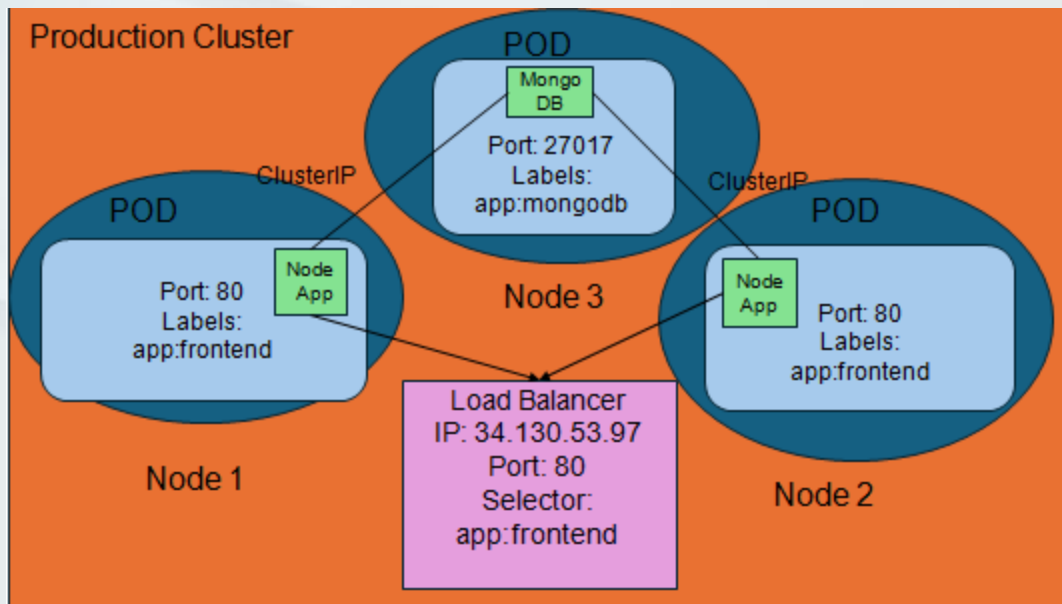 Production Cluster
POD
Mongo
DB
Port: 27017
Labels:
app:mongodb
ClusterIP
ClusterIP
POD
Node
App
Port: 80
Labels:
app:frontend
Node 1
Node 3
POD
Node
App
Port: 80
Labels:
app:frontend
Node 2
Load Balancer
IP: 34.130.53.97
Port: 80
Selector:
app:frontend